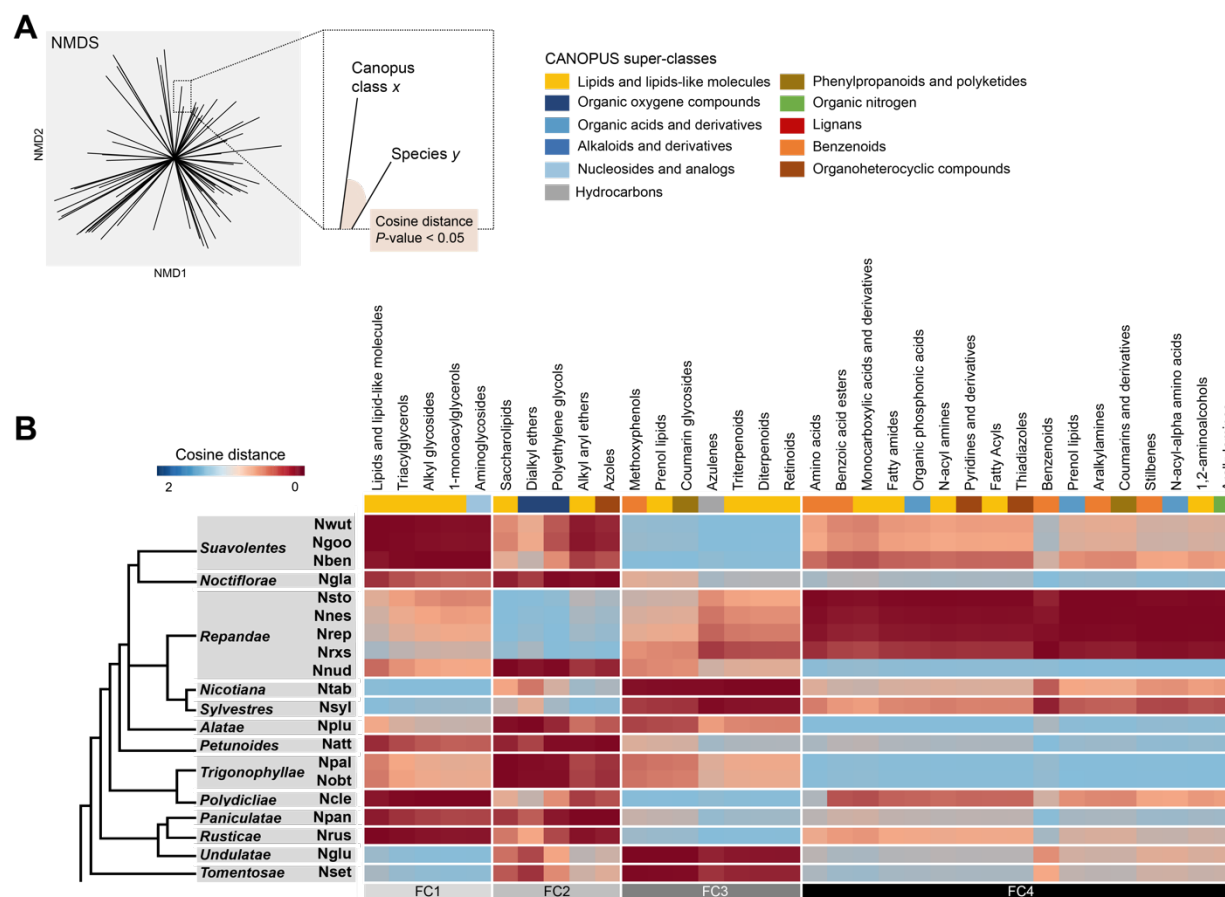 A
NMDS
NMD2
NMD1
Canopus
class x
Species y
Cosine distance
P-value < 0.05
CANOPUS super-classes
Lipids and lipids-like molecules
Organic oxygene compounds
Organic acids and derivatives
Alkaloids and derivatives
Nucleosides and analogs
Hydrocarbons
Phenylpropanoids and polyketides
Organic nitrogen
Lignans
Benzenoids
Organoheterocyclic compounds
B
Cosine distance
2
0
Lipids and lipid-like molecules
Triacylglycerols
Alkyl glycosides
1-monoacylglycerols
Aminoglycosides
Saccharolipids
Dialkyl ethers
Polyethylene glycols
Alkyl aryl ethers
Azoles
Methoxyphenols
Prenol lipids
Coumarin glycosides
Azulenes
Triterpenoids
Diterpenoids
Retinoids
Amino acids
Benzoic acid esters
Monocarboxylic acids and derivatives
Fatty amides
Organic phosphonic acids
N-acyl amines
Pyridines and derivatives
Fatty Acyls
Thiadiazoles
Benzenoids
Prenol lipids
Aralkylamines
Coumarins and derivatives
Stilbenes
N-acyl-alpha amino acids
1,2-aminoalcohols
Suavolentes
Nwut
Ngoo
Nben
Noctiflorae
Ngla
Repandae
Nsto
Nnes
Nrep
Nrxs
Nnud
Nicotiana
Ntab
Sylvestres
Nsyl
Alatae
Nplu
Petunoides
Natt
Trigonophyllae
Npal
Nobt
Polydicliae
Ncle
Paniculatae
Npan
Rusticae
Nrus
Undulatae
Nglu
Tomentosae
Nset
FC1
FC2
FC3
FC4